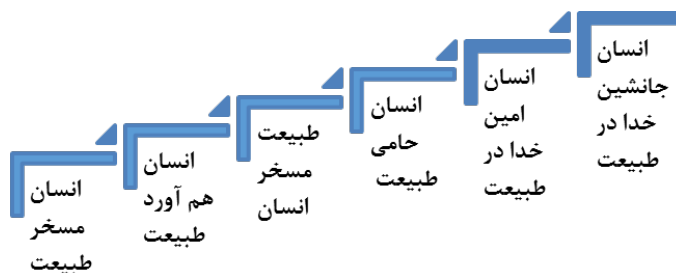 انسان
جانشین
خدا در
طبیعت
انسان
امین
خدا در
طبیعت
انسان
حامی
طبیعت
طبیعت
مسخر
انسان
انسان
هم آورد
طبیعت
انسان
مسخر
طبیعت